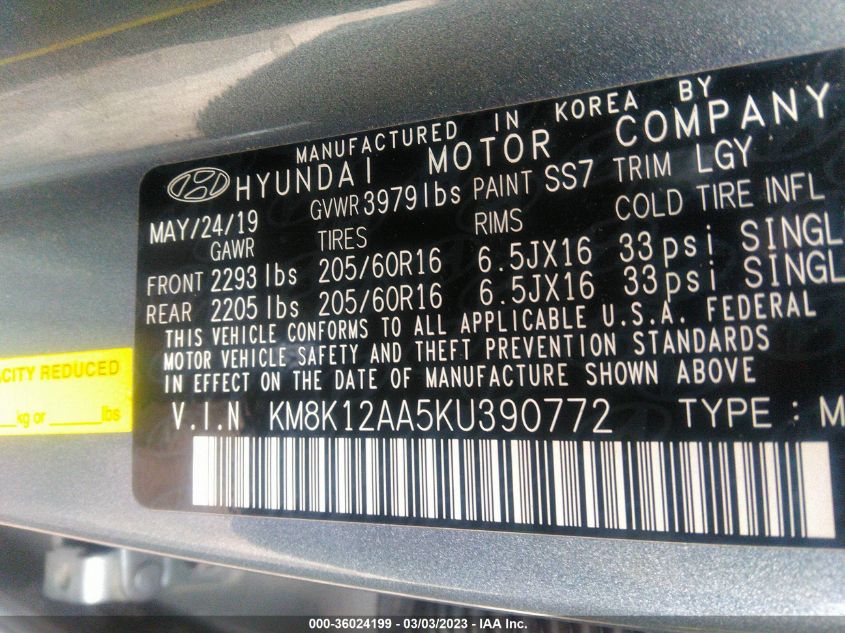 MANUFACTURED IN KOREA BY
HYUNDAI MOTOR COMPANY
MAY/24/19 GVWR 3979 lbs PAINT SS7 TRIM LGY
GAWR TIRES RIMS COLD TIRE INFL
FRONT 2293 lbs 205/60R16 6.5JX16 33 psi SINGL
REAR 2205 lbs 205/60R16 6.5JX16 33 psi SINGL
THIS VEHICLE CONFORMS TO ALL APPLICABLE U.S.A. FEDERAL
MOTOR VEHICLE SAFETY AND THEFT PREVENTION STANDARDS
IN EFFECT ON THE DATE OF MANUFACTURE SHOWN ABOVE
V.I.N KM8K12AA5KU390772 TYPE : M
ACITY REDUCED
kg or lbs
000-36024199 - 03/03/2023 - IAA Inc.